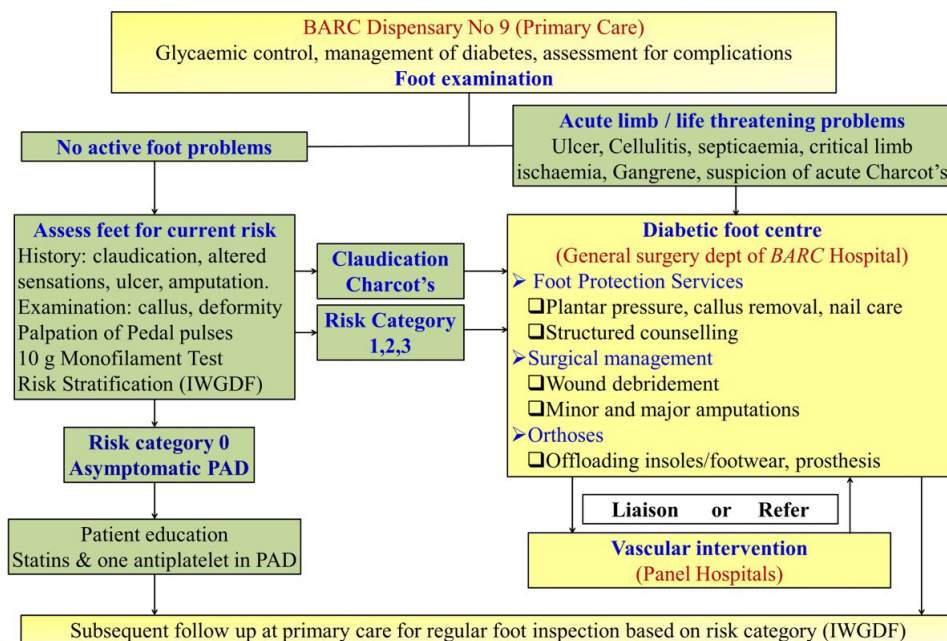 BARC Dispensary No 9 (Primary Care)
Glycaemic control, management of diabetes, assessment for complications
Foot examination
No active foot problems
Acute limb / life threatening problems
Ulcer, Cellulitis, septicaemia, critical limb
ischaemia, Gangrene, suspicion of acute Charcot's
Assess feet for current risk
History: claudication, altered
sensations, ulcer, amputation.
Examination: callus, deformity
Palpation of Pedal pulses
10 g Monofilament Test
Risk Stratification (IWGDF)
Claudication
Charcot's
Risk Category
1,2,3
Diabetic foot centre
(General surgery dept of BARC Hospital)
➢ Foot Protection Services
❑Plantar pressure, callus removal, nail care
❑Structured counselling
➢Surgical management
❑Wound debridement
❑Minor and major amputations
➢Orthoses
❑Offloading insoles/footwear, prosthesis
Risk category 0
Asymptomatic PAD
Patient education
Statins & one antiplatelet in PAD
Liaison or Refer
Vascular intervention
(Panel Hospitals)
Subsequent follow up at primary care for regular foot inspection based on risk category (IWGDF)